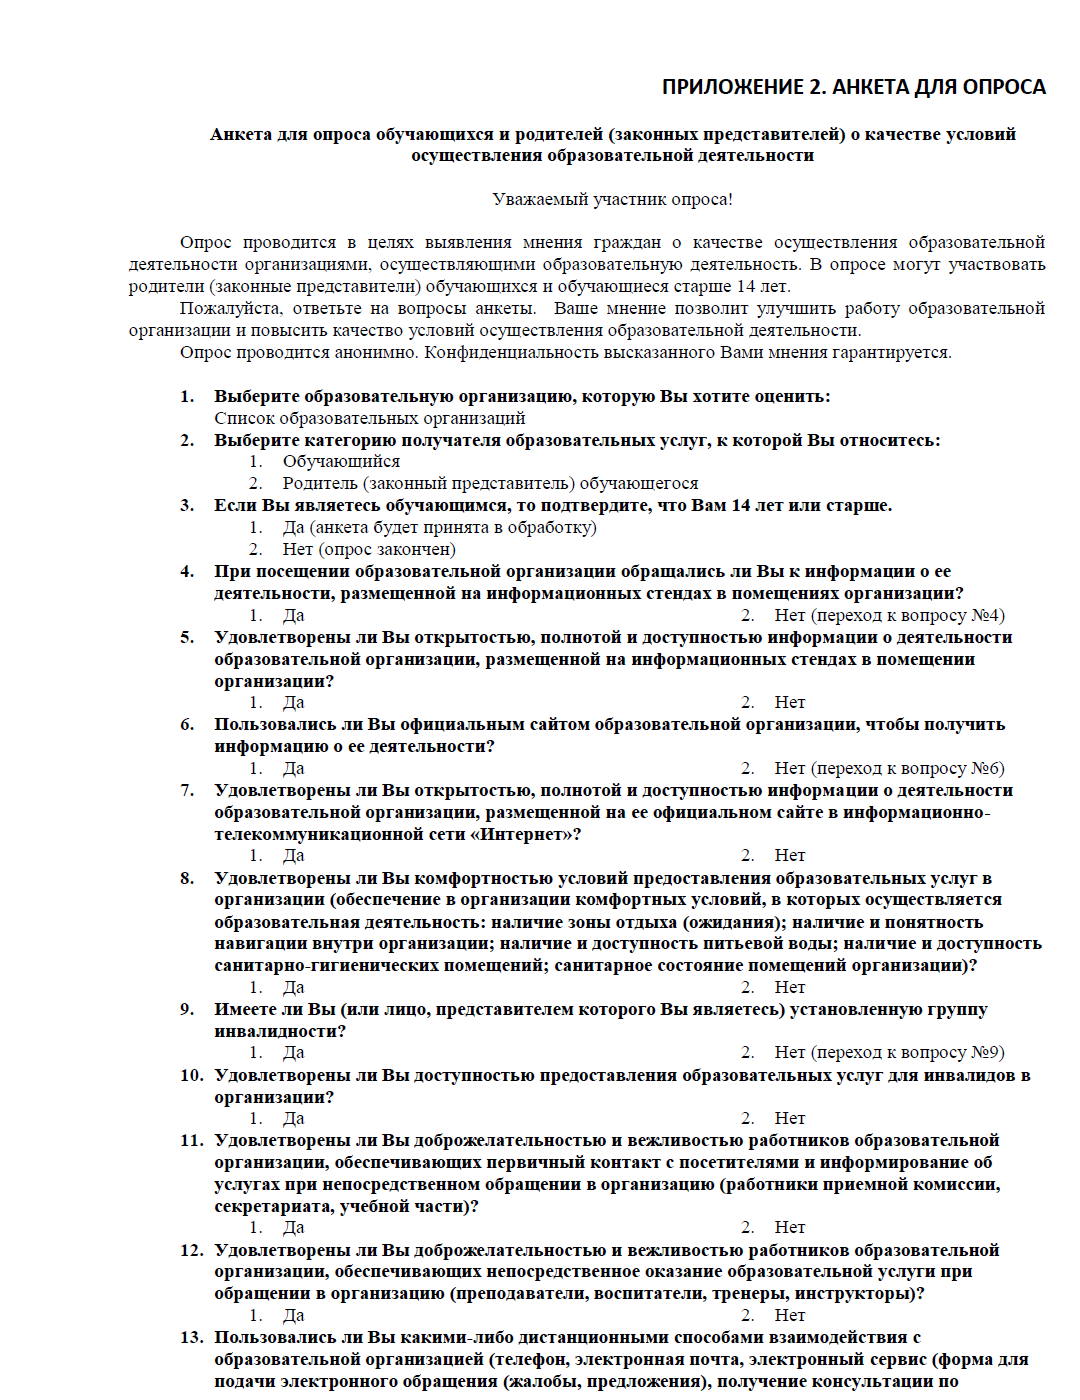 ПРИЛОЖЕНИЕ 2. АНКЕТА ДЛЯ ОПРОСА
Анкета для опроса обучающихся и родителей (законных представителей) о качестве условий
осуществления образовательной деятельности
Уважаемый участник опроса!
Опрос проводится в целях выявления мнения граждан о качестве осуществления образовательной
деятельности организациями, осуществляющими образовательную деятельность. В опросе могут участвовать
родители (законные представители) обучающихся и обучающиеся старше 14 лет.
Пожалуйста, ответьте на вопросы анкеты. Ваше мнение позволит улучшить работу образовательной
организации и повысить качество условий осуществления образовательной деятельности.
Опрос проводится анонимно. Конфиденциальность высказанного Вами мнения гарантируется.
1. Выберите образовательную организацию, которую Вы хотите оценить:
Список образовательных организаций
2. Выберите категорию получателя образовательных услуг, к которой Вы относитесь:
1. Обучающийся
2. Родитель (законный представитель) обучающегося
3. Если Вы являетесь обучающимся, то подтвердите, что Вам 14 лет или старше.
1. Да (анкета будет принята в обработку)
2. Нет (опрос закончен)
4. При посещении образовательной организации обращались ли Вы к информации о ее
деятельности, размещенной на информационных стендах в помещениях организации?
1. Да 2. Нет (переход к вопросу №4)
5. Удовлетворены ли Вы открытостью, полнотой и доступностью информации о деятельности
образовательной организации, размещенной на информационных стендах в помещении
организации?
1. Да 2. Нет
6. Пользовались ли Вы официальным сайтом образовательной организации, чтобы получить
информацию о ее деятельности?
1. Да 2. Нет (переход к вопросу №6)
7. Удовлетворены ли Вы открытостью, полнотой и доступностью информации о деятельности
образовательной организации, размещенной на ее официальном сайте в информационно-
телекоммуникационной сети «Интернет»?
1. Да 2. Нет
8. Удовлетворены ли Вы комфортностью условий предоставления образовательных услуг в
организации (обеспечение в организации комфортных условий, в которых осуществляется
образовательная деятельность: наличие зоны отдыха (ожидания); наличие и понятность
навигации внутри организации; наличие и доступность питьевой воды; наличие и доступность
санитарно-гигиенических помещений; санитарное состояние помещений организации)?
1. Да 2. Нет
9. Имеете ли Вы (или лицо, представителем которого Вы являетесь) установленную группу
инвалидности?
1. Да 2. Нет (переход к вопросу №9)
10. Удовлетворены ли Вы доступностью предоставления образовательных услуг для инвалидов в
организации?
1. Да 2. Нет
11. Удовлетворены ли Вы доброжелательностью и вежливостью работников образовательной
организации, обеспечивающих первичный контакт с посетителями и информирование об
услугах при непосредственном обращении в организацию (работники приемной комиссии,
секретариата, учебной части)?
1. Да 2. Нет
12. Удовлетворены ли Вы доброжелательностью и вежливостью работников образовательной
организации, обеспечивающих непосредственное оказание образовательной услуги при
обращении в организацию (преподаватели, воспитатели, тренеры, инструкторы)?
1. Да 2. Нет
13. Пользовались ли Вы какими-либо дистанционными способами взаимодействия с
образовательной организацией (телефон, электронная почта, электронный сервис (форма для
подачи электронного обращения (жалобы, предложения), получение консультации по